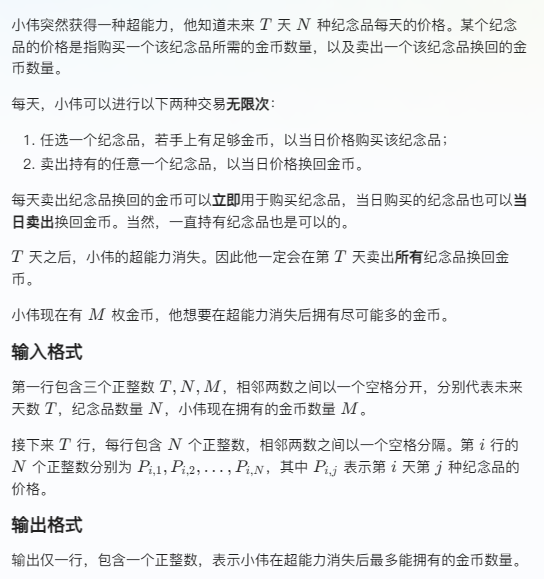 小伟突然获得一种超能力，他知道未来 T 天 N 种纪念品每天的价格。某个纪念
品的价格是指购买一个该纪念品所需的金币数量，以及卖出一个该纪念品换回的金
币数量。
每天，小伟可以进行以下两种交易无限次：
1. 任选一个纪念品，若手上有足够金币，以当日价格购买该纪念品；
2. 卖出持有的任意一个纪念品，以当日价格换回金币。
每天卖出纪念品换回的金币可以立即用于购买纪念品，当日购买的纪念品也可以当
日卖出换回金币。当然，一直持有纪念品也是可以的。
T 天之后，小伟的超能力消失。因此他一定会在第 T 天卖出所有纪念品换回金
币。
小伟现在有 M 枚金币，他想要在超能力消失后拥有尽可能多的金币。
输入格式
第一行包含三个正整数 T, N, M，相邻两数之间以一个空格分开，分别代表未来
天数 T，纪念品数量 N，小伟现在拥有的金币数量 M。
接下来 T 行，每行包含 N 个正整数，相邻两数之间以一个空格分隔。第 i 行的
N 个正整数分别为 P_{i,1}, P_{i,2}, ..., P_{i,N}，其中 P_{i,j} 表示第 i 天第 j 种纪念品的
价格。
输出格式
输出仅一行，包含一个正整数，表示小伟在超能力消失后最多能拥有的金币数量。